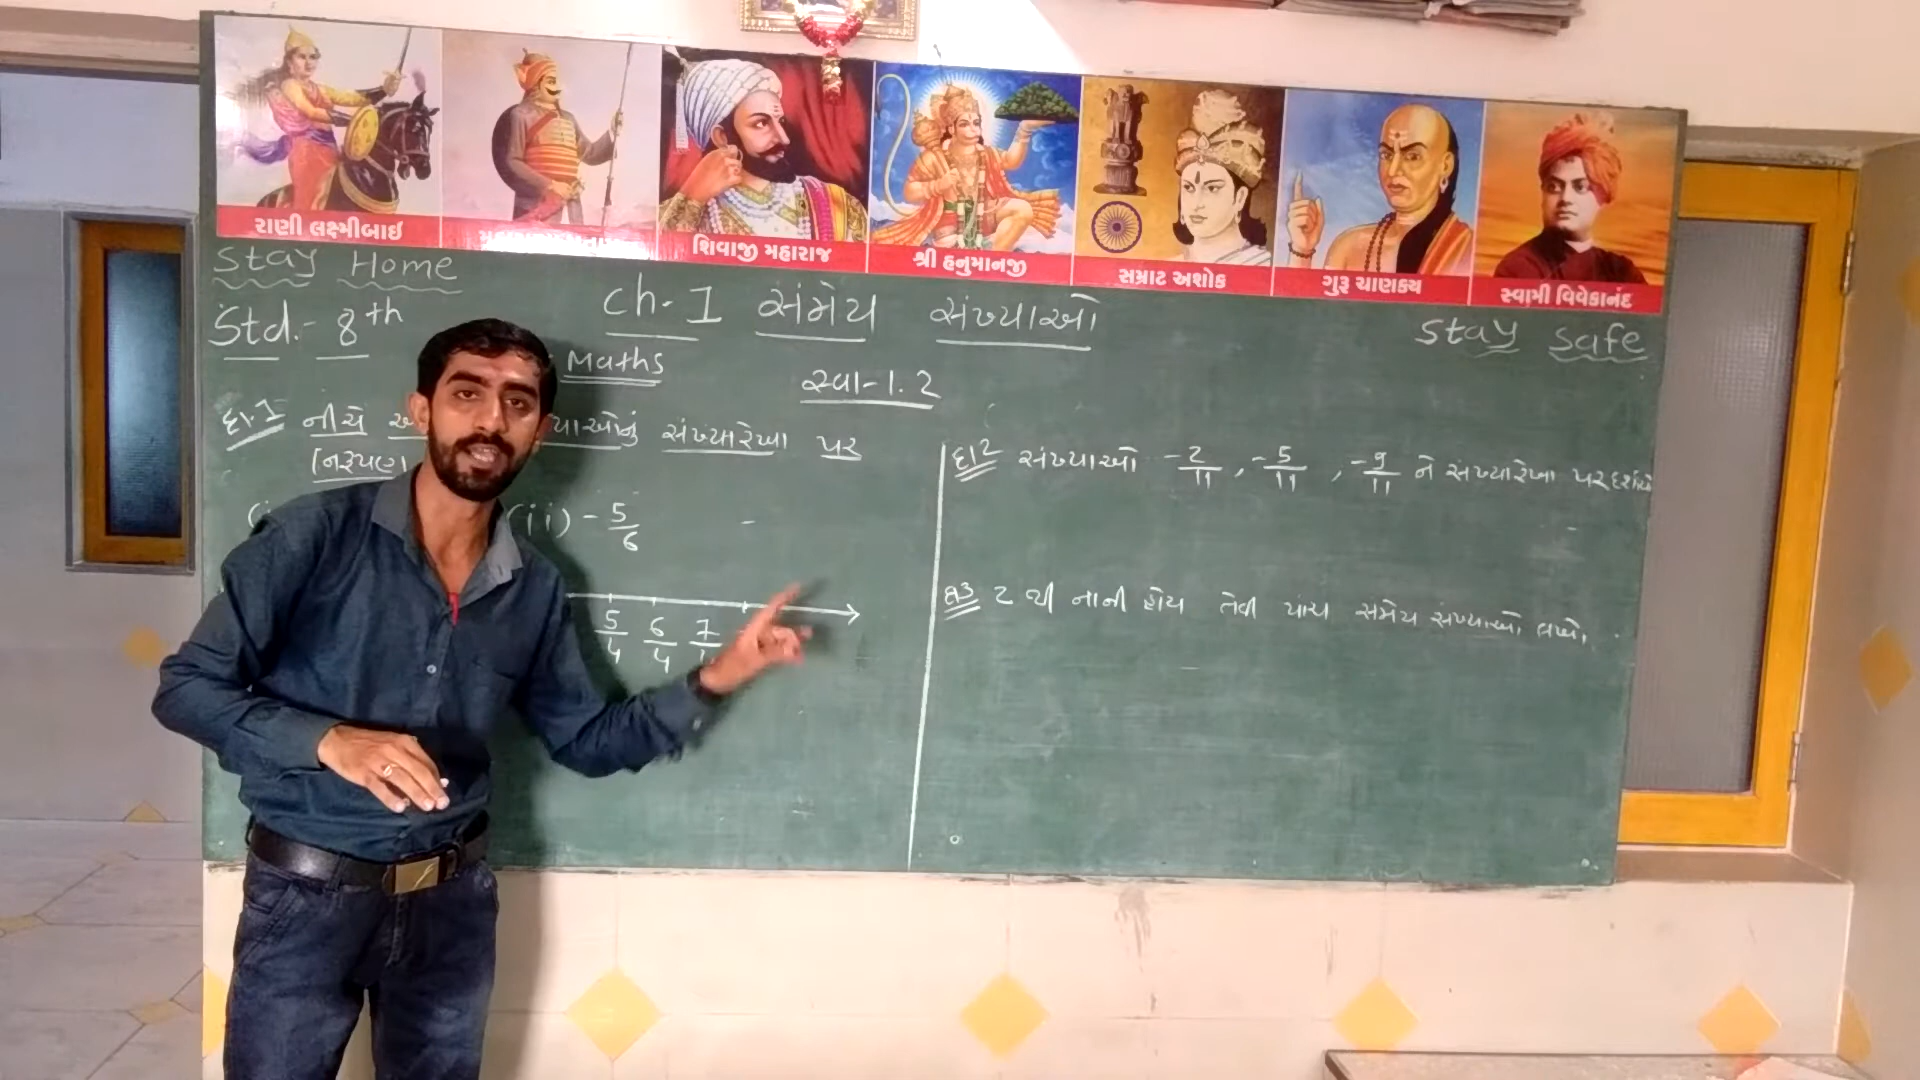 રાણી લક્ષ્મીબાઇ
શિવાજી મહારાજ
શ્રી હનુમાનજી
સમ્રાટ અશોક
ગુરૂ ચાણક્ય
સ્વામી વિવેકાનંદ
Stay Home
Std.- 8th
ch-1 સંમેય સંખ્યાઓ
Stay Safe
Maths
સ્વા-1.2
દા.1 નીચે સંખ્યારેખા પર
નિરૂપણ
(ii) - 5/6
5/4 6/4 7/4
દા2 સંખ્યાઓ -2/11, -5/11, -9/11 ને સંખ્યારેખા પર દર્શાવો
દા3 2 થી નાની હોય તેવી પાંચ સંમેય સંખ્યાઓ લખો.